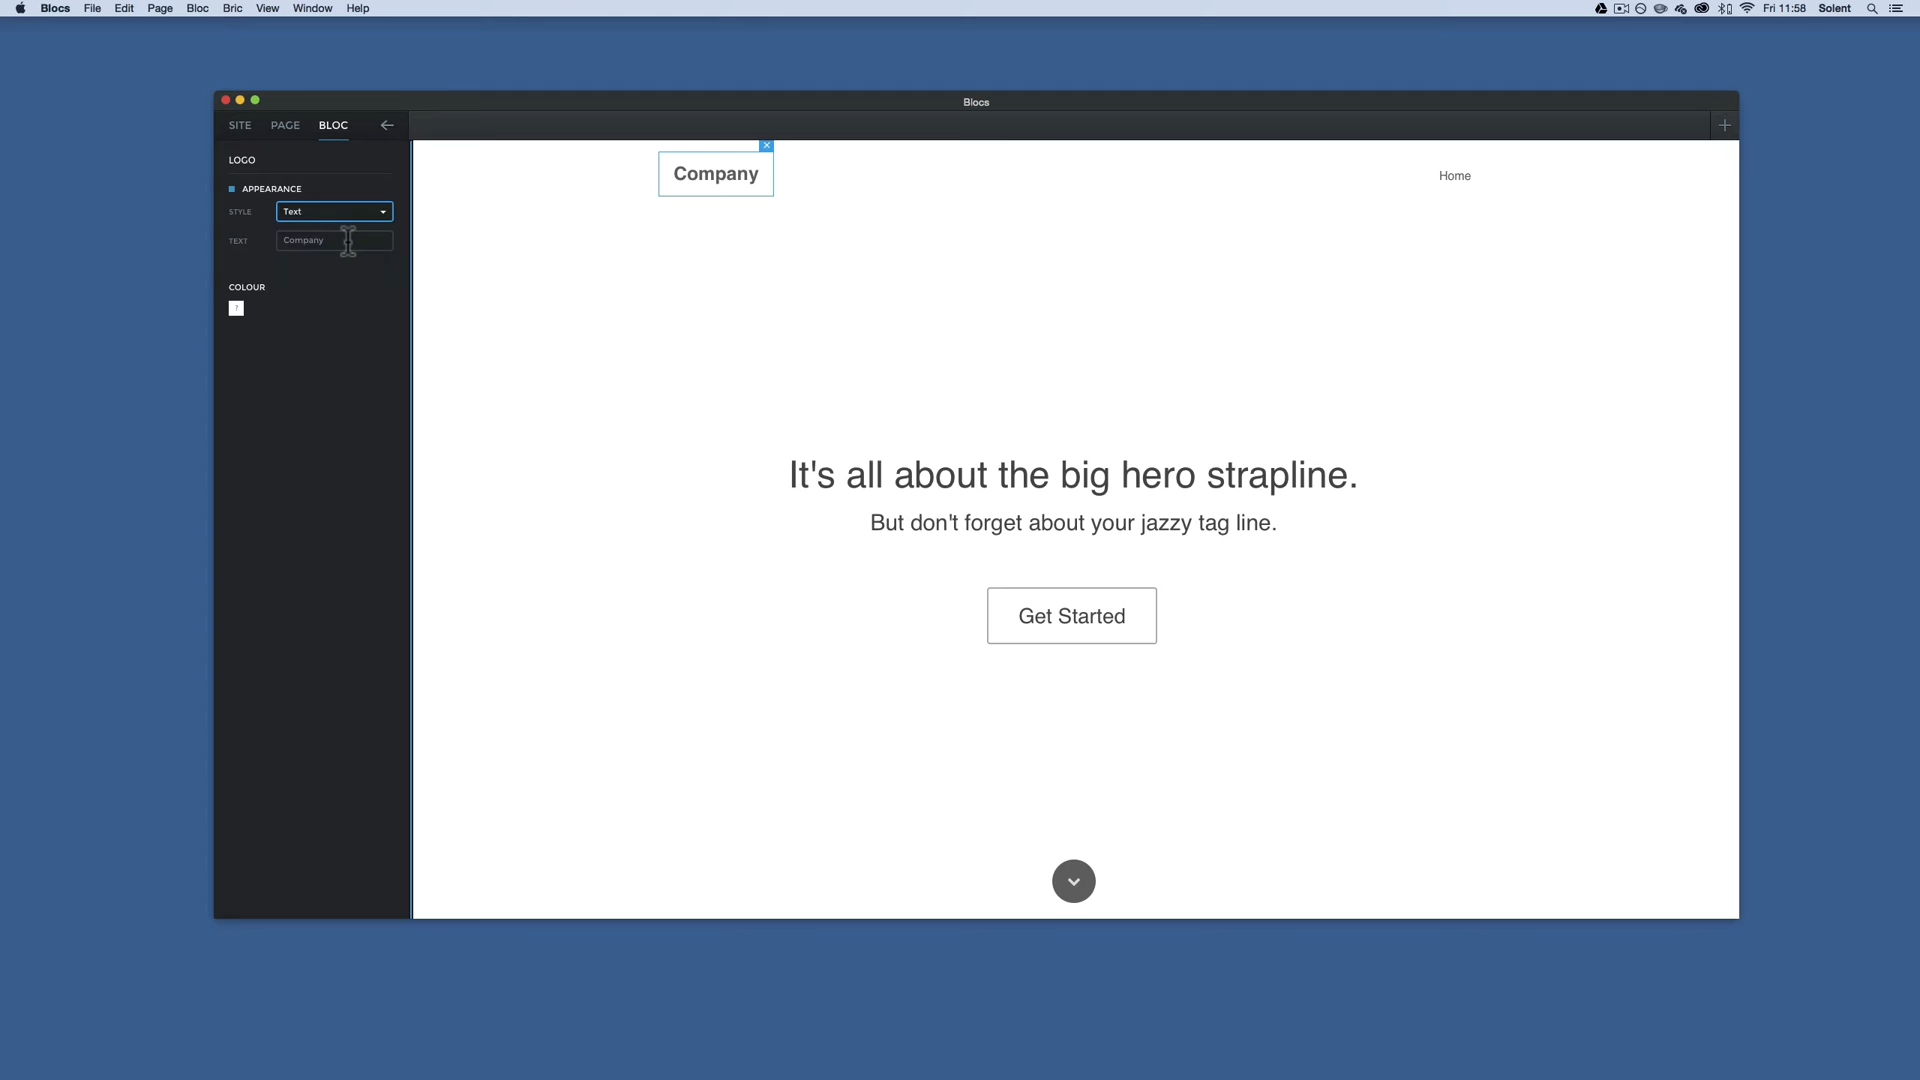 Blocs File Edit Page Bloc Bric View Window Help Fri 11:58 Solent
Blocs
SITE PAGE BLOC
LOGO
APPEARANCE
STYLE Text
TEXT Company
COLOUR
?
Company
Home
It's all about the big hero strapline.
But don't forget about your jazzy tag line.
Get Started